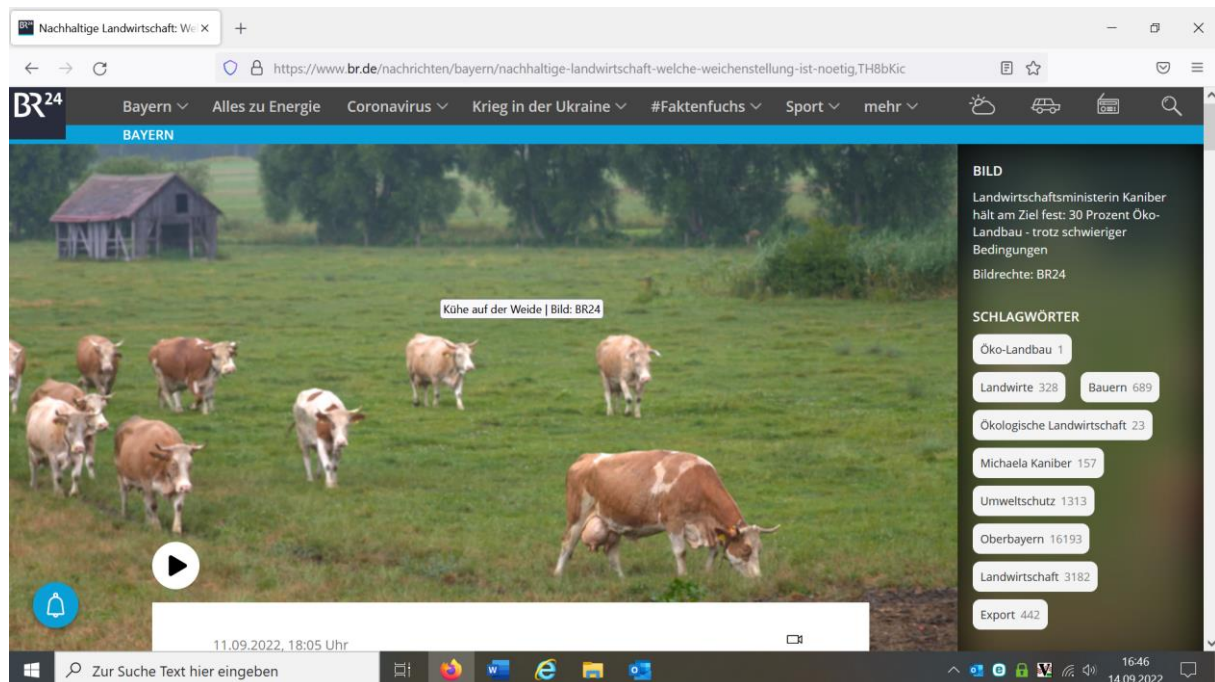 BR24 Nachhaltige Landwirtschaft: We
https://www.br.de/nachrichten/bayern/nachhaltige-landwirtschaft-welche-weichenstellung-ist-noetig,TH8bKic
BR24 Bayern Alles zu Energie Coronavirus Krieg in der Ukraine #Faktenfuchs Sport mehr
BAYERN
Kühe auf der Weide | Bild: BR24
BILD
Landwirtschaftsministerin Kaniber
hält am Ziel fest: 30 Prozent Öko-
Landbau - trotz schwieriger
Bedingungen
Bildrechte: BR24
SCHLAGWÖRTER
Öko-Landbau 1
Landwirte 328 Bauern 689
Ökologische Landwirtschaft 23
Michaela Kaniber 157
Umweltschutz 1313
Oberbayern 16193
Landwirtschaft 3182
Export 442
11.09.2022, 18:05 Uhr
Zur Suche Text hier eingeben
16:46
14.09.2022